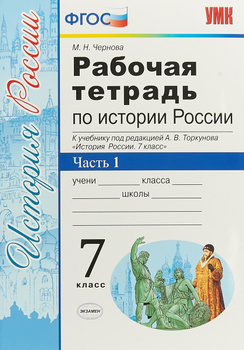 ФГОС
УМК
М. Н. Чернова
Рабочая
тетрадь
по истории России
К учебнику под редакцией А. В. Торкунова
«История России. 7 класс»
Часть 1
учени класса
школы
История России
7
класс
ЭКЗАМЕН